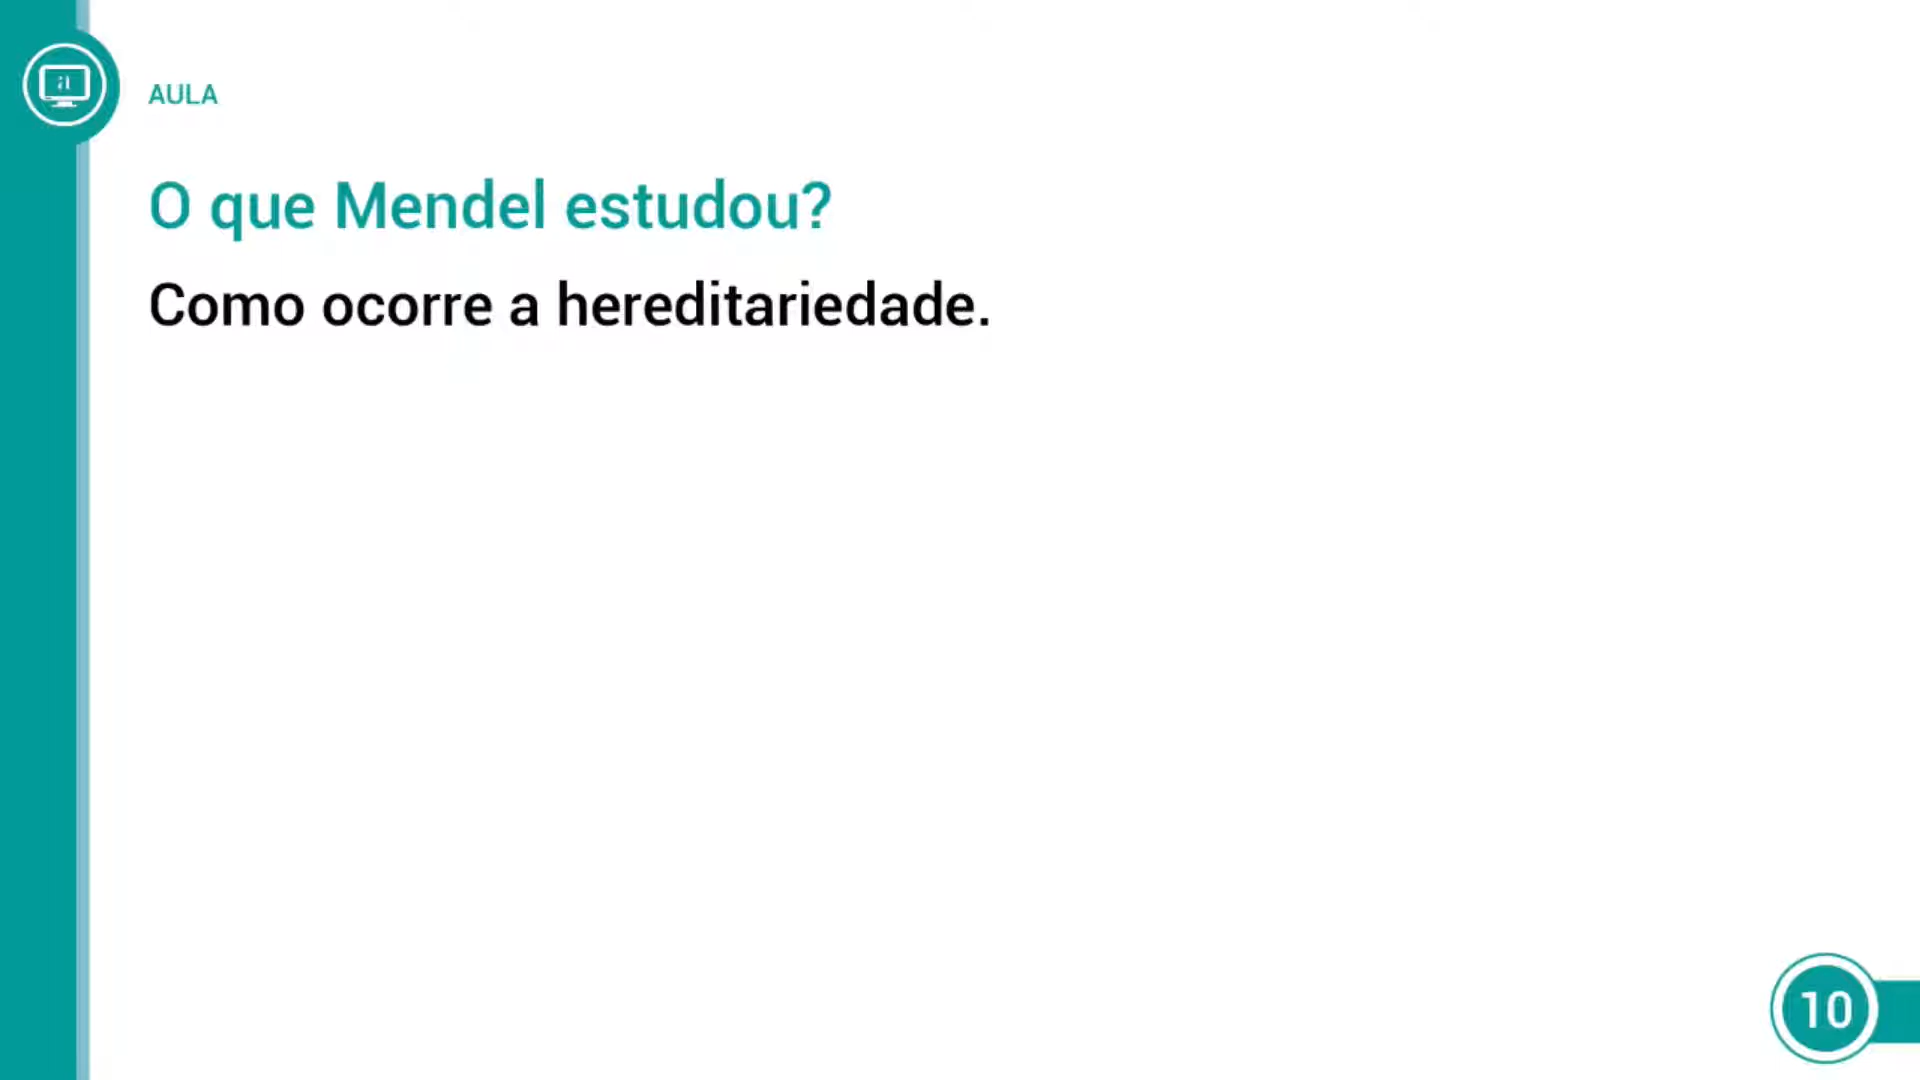 a
AULA
O que Mendel estudou?
Como ocorre a hereditariedade.
10